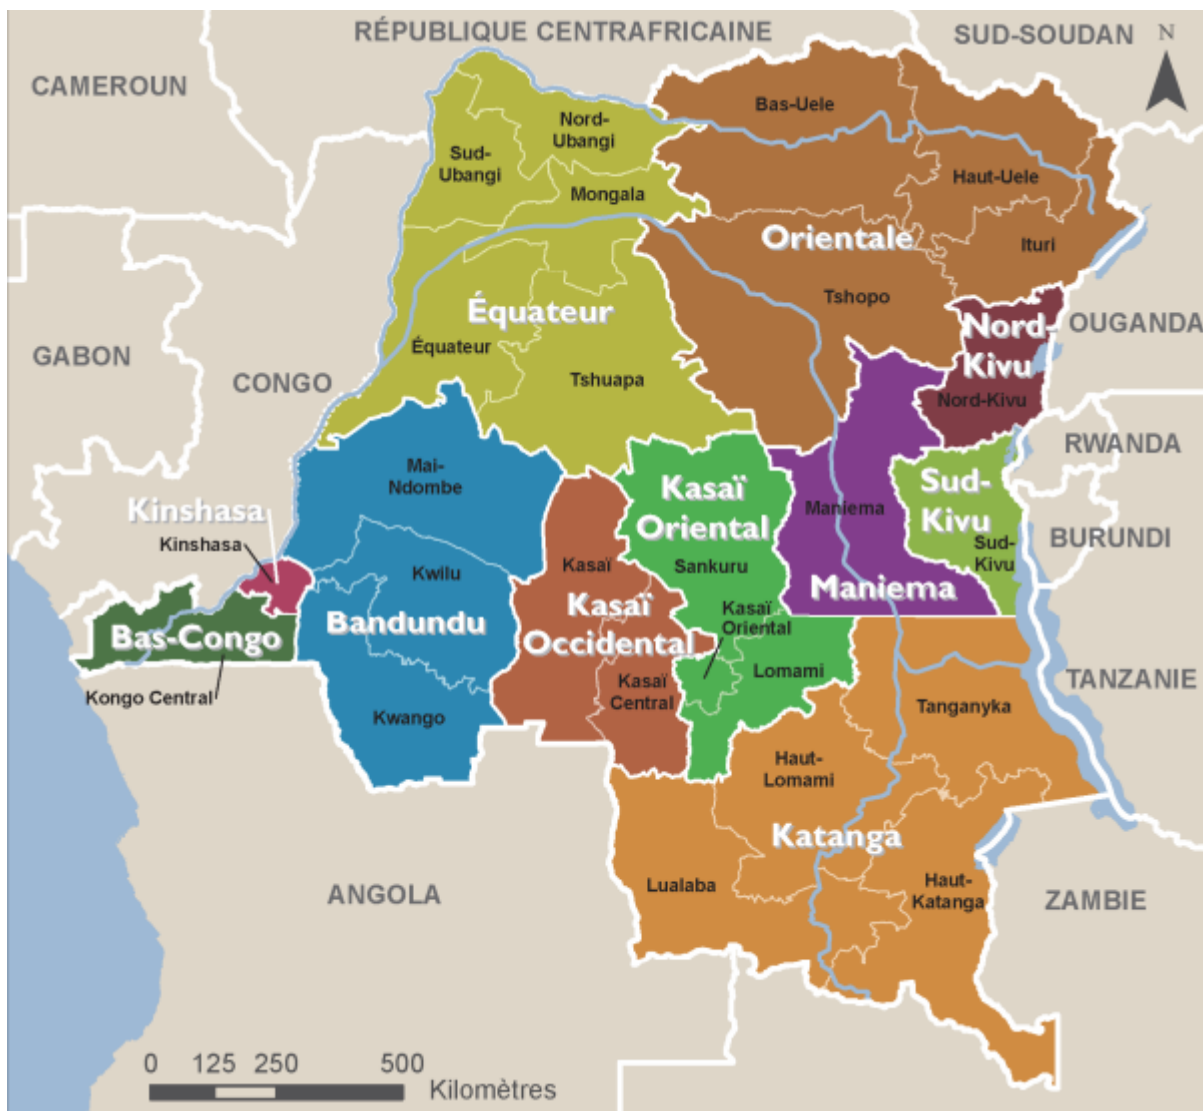 RÉPUBLIQUE CENTRAFRICAINE
SUD-SOUDAN
N
CAMEROUN
Bas-Uele
Nord-
Ubangi
Sud-
Ubangi
Haut-Uele
Mongala
Orientale
Ituri
Tshopo
Équateur
Équateur
Tshuapa
Nord-
Kivu
Nord-Kivu
OUGANDA
GABON
CONGO
RWANDA
Mai-
Ndombe
Kasaï
Oriental
Sankuru
Maniema
Maniema
Sud-
Kivu
Sud-
Kivu
BURUNDI
Kinshasa
Kinshasa
Kwilu
Kasaï
Kasaï
Occidental
Kasaï
Oriental
Bandundu
Bas-Congo
Kongo Central
Lomami
TANZANIE
Kasaï
Central
Kwango
Tanganyka
Haut-
Lomami
Katanga
Lualaba
Haut-
Katanga
ANGOLA
ZAMBIE
0 125 250 500
Kilomètres